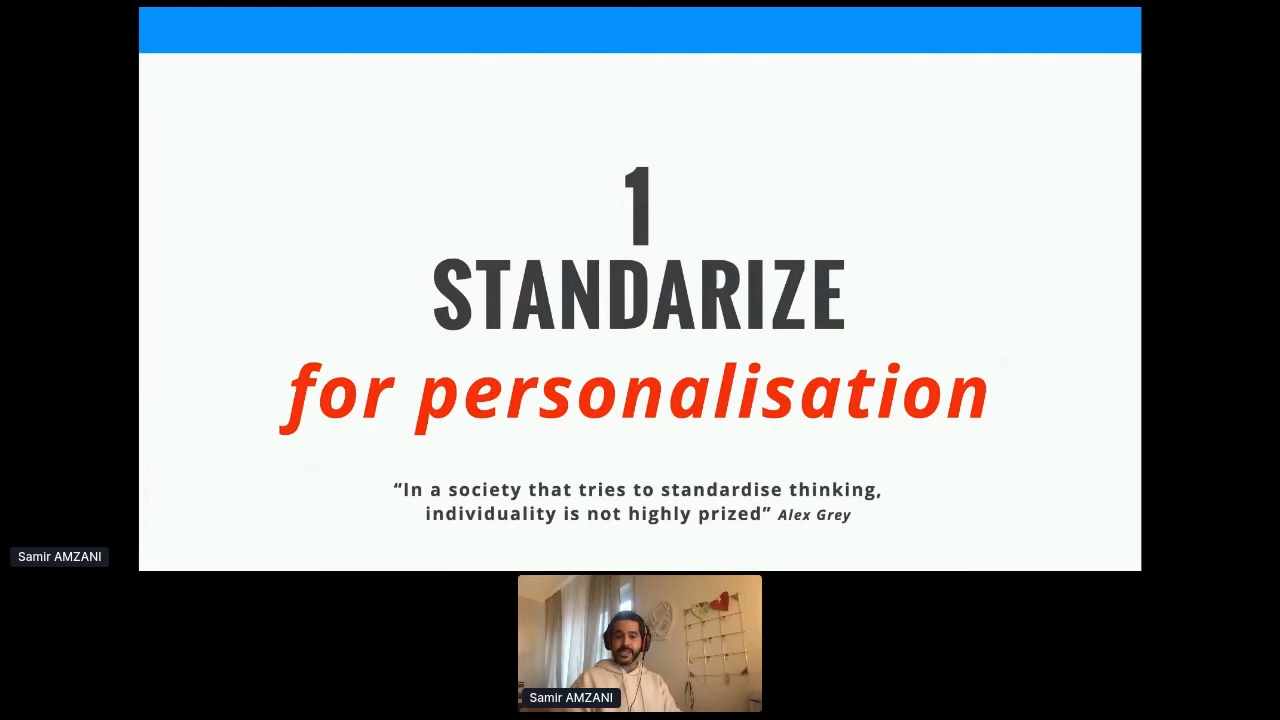 1
STANDARIZE
for personalisation
“In a society that tries to standardise thinking,
individuality is not highly prized” Alex Grey
Samir AMZANI
Samir AMZANI